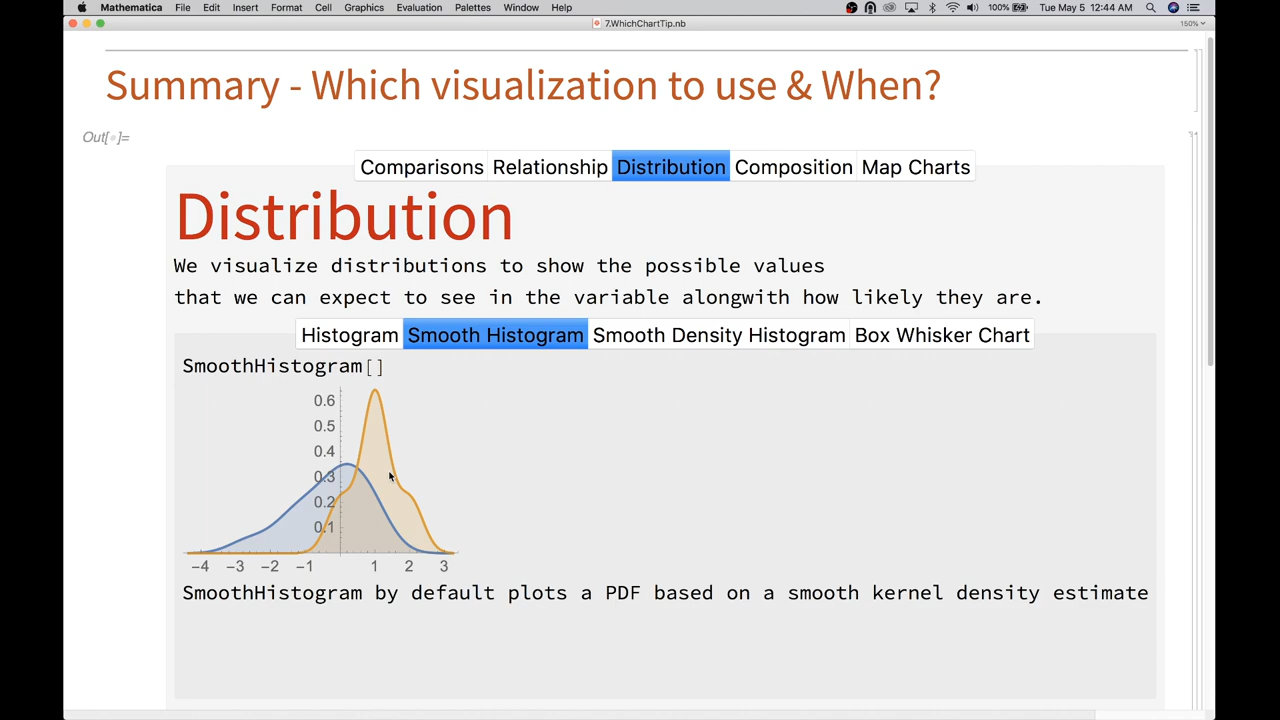 Mathematica File Edit Insert Format Cell Graphics Evaluation Palettes Window Help 100% Tue May 5 12:44 AM
7.WhichChartTip.nb 150%
Summary - Which visualization to use & When?
Out[ ]=
Comparisons Relationship Distribution Composition Map Charts
Distribution
We visualize distributions to show the possible values
that we can expect to see in the variable alongwith how likely they are.
Histogram Smooth Histogram Smooth Density Histogram Box Whisker Chart
SmoothHistogram[]
0.6
0.5
0.4
0.3
0.2
0.1
-4 -3 -2 -1 1 2 3
SmoothHistogram by default plots a PDF based on a smooth kernel density estimate